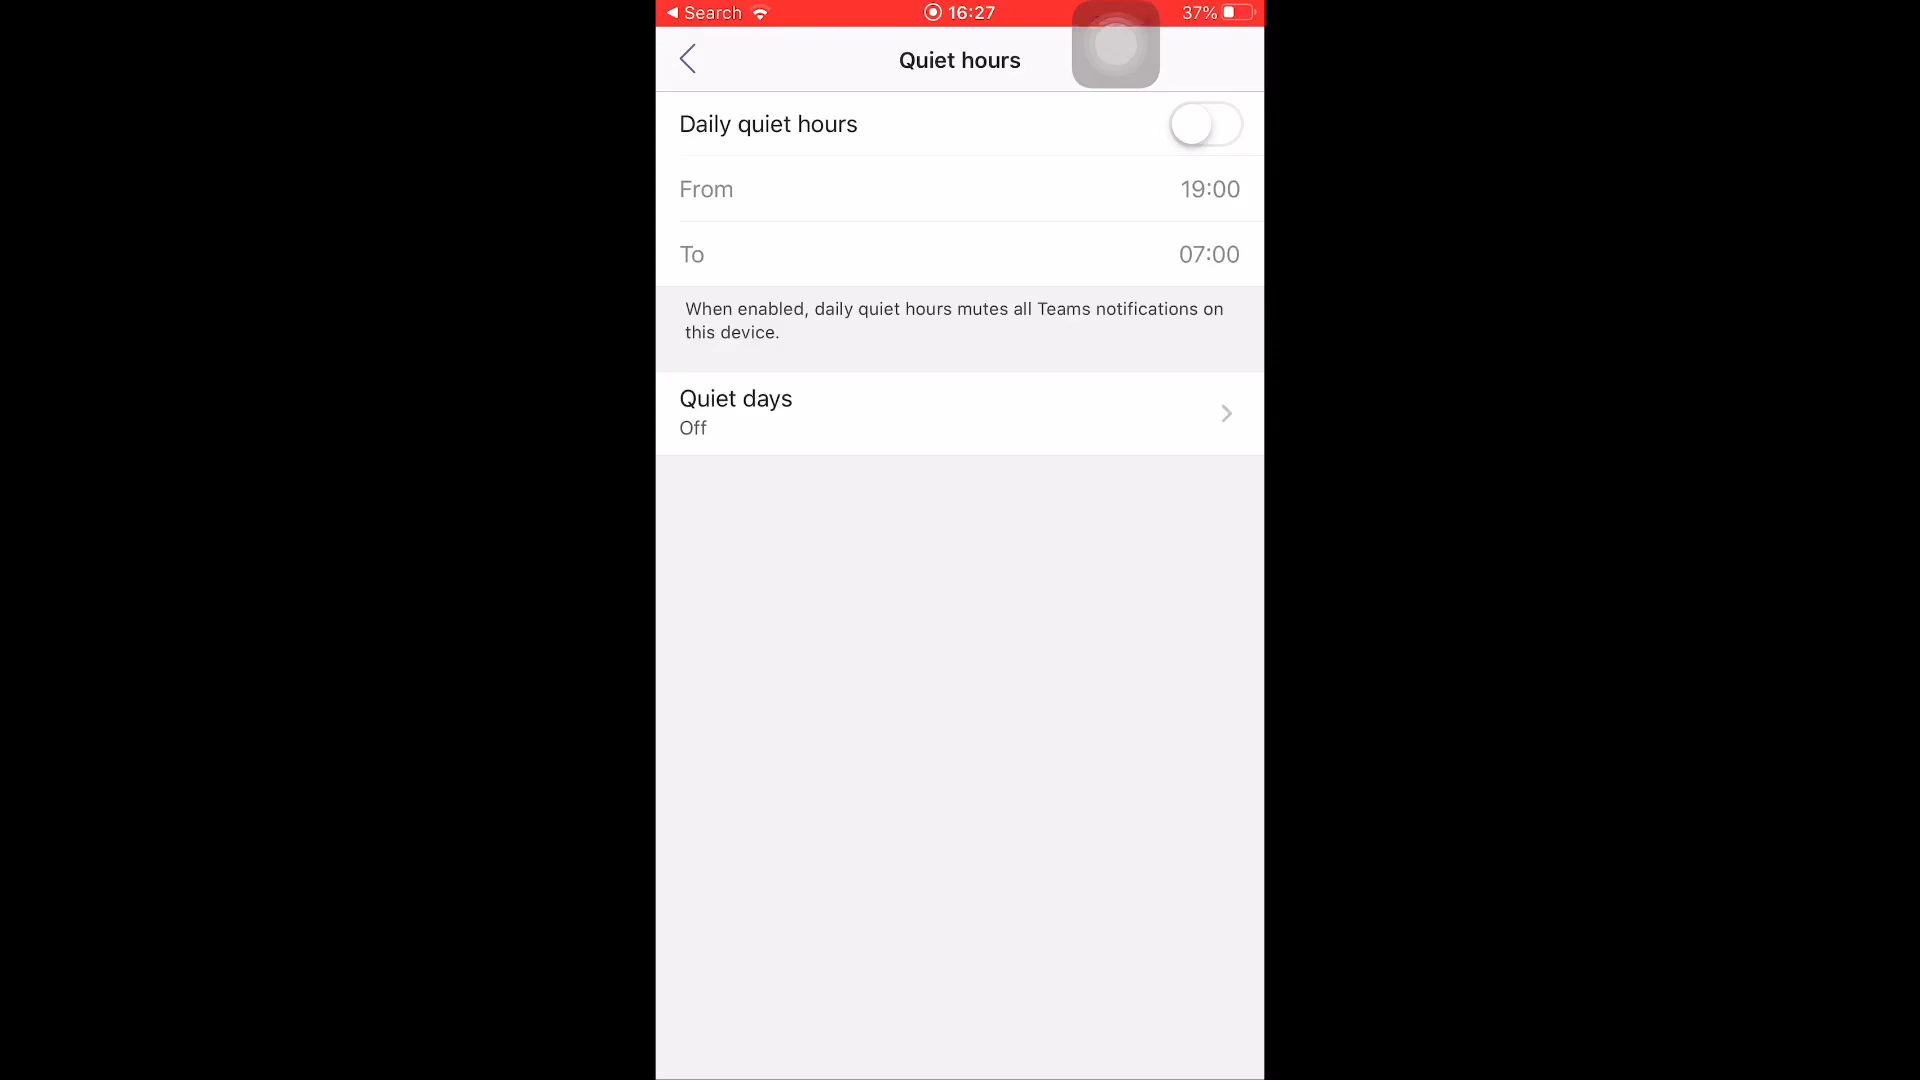 Search
16:27
37%
Quiet hours
Daily quiet hours
From 19:00
To 07:00
When enabled, daily quiet hours mutes all Teams notifications on
this device.
Quiet days
Off